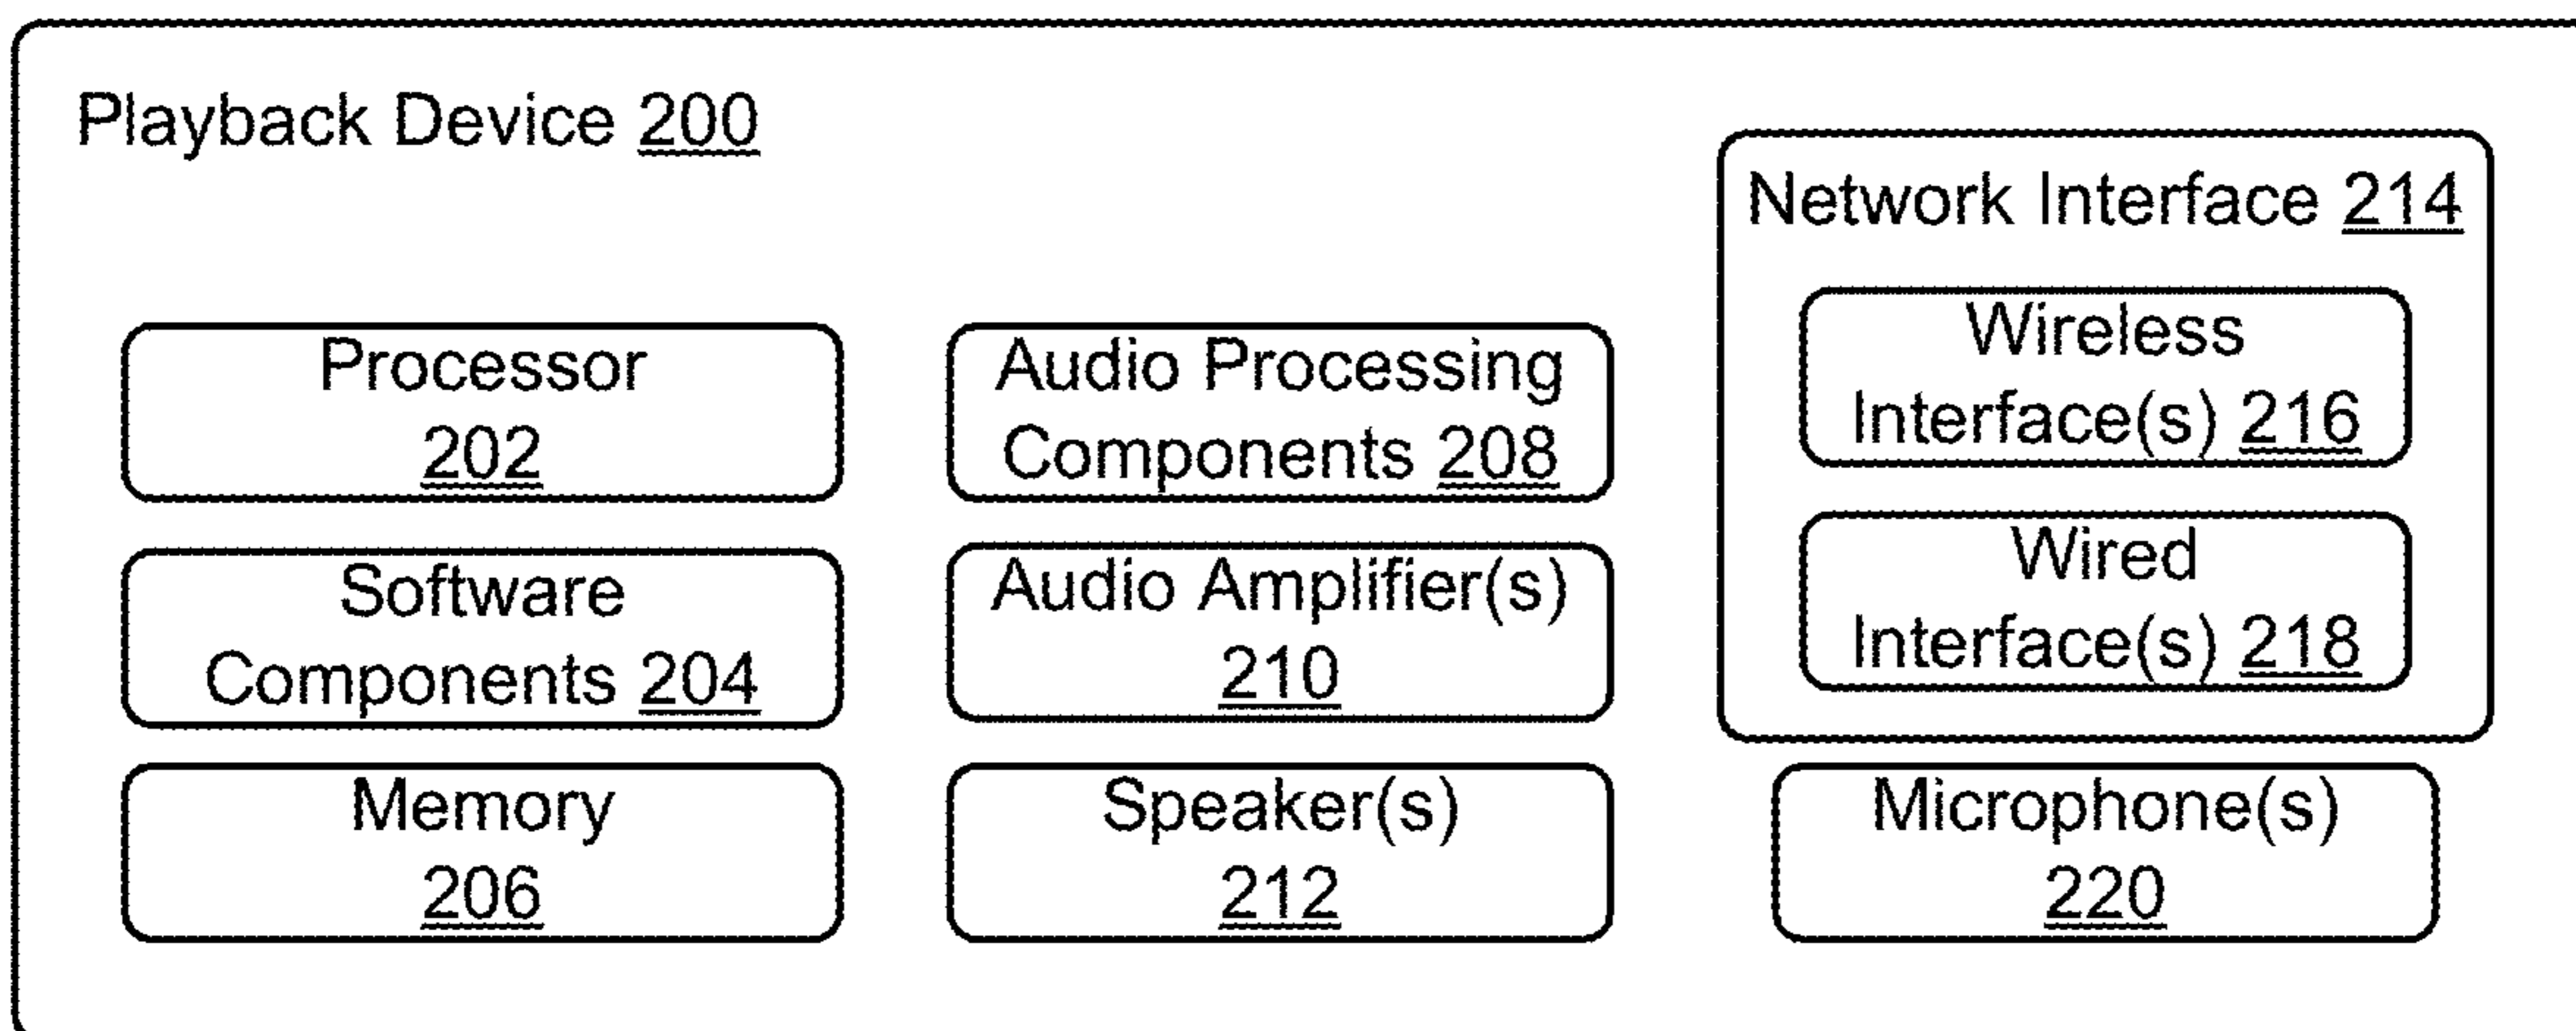 Playback Device 200
Processor
202
Software
Components 204
Memory
206
Audio Processing
Components 208
Audio Amplifier(s)
210
Speaker(s)
212
Network Interface 214
Wireless
Interface(s) 216
Wired
Interface(s) 218
Microphone(s)
220